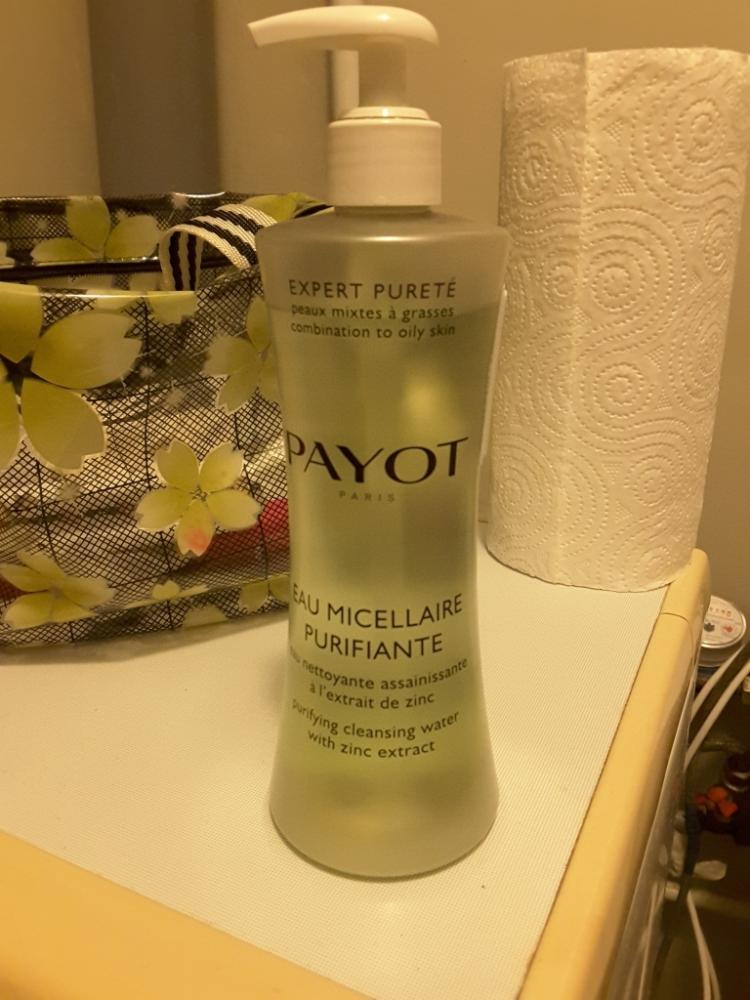 EXPERT PURETÉ
peaux mixtes à grasses
combination to oily skin
PAYOT
PARIS
EAU MICELLAIRE
PURIFIANTE
eau nettoyante assainissante
à l'extrait de zinc
purifying cleansing water
with zinc extract